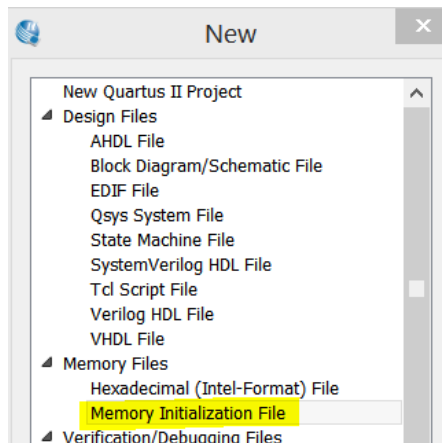 New
New Quartus II Project
Design Files
AHDL File
Block Diagram/Schematic File
EDIF File
Qsys System File
State Machine File
SystemVerilog HDL File
Tcl Script File
Verilog HDL File
VHDL File
Memory Files
Hexadecimal (Intel-Format) File
Memory Initialization File
Verification/Debugging Files